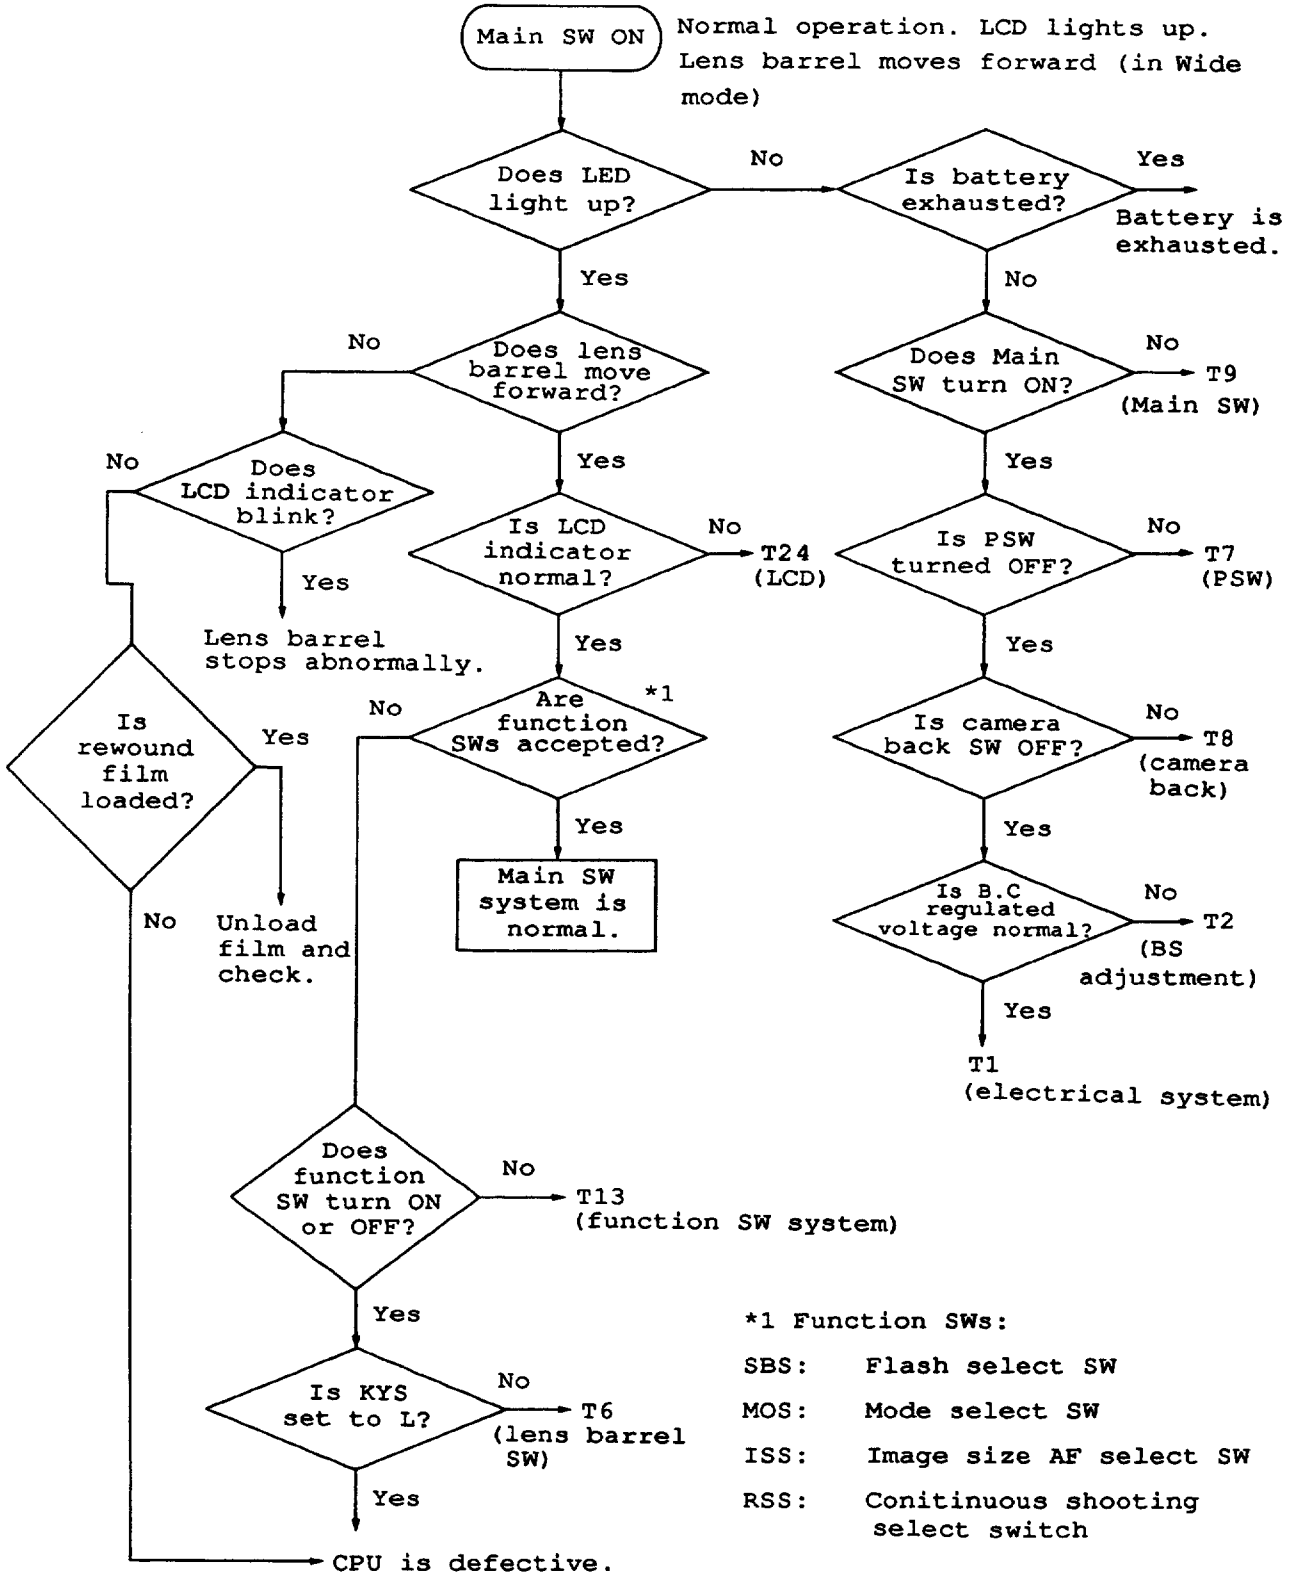 Main SW ON
Normal operation. LCD lights up.
Lens barrel moves forward (in Wide
mode)
Does LED
light up?
No
Is battery
exhausted?
Yes
Battery is
exhausted.
Yes
No
No
Does lens
barrel move
forward?
Does Main
SW turn ON?
No
T9
(Main SW)
No
Does
LCD indicator
blink?
Yes
Yes
Yes
Lens barrel
stops abnormally.
Is LCD
indicator
normal?
No
T24
(LCD)
Is PSW
turned OFF?
No
T7
(PSW)
Yes
Yes
Is
rewound
film
loaded?
Yes
No
Are
function
SWs accepted?
*1
Is camera
back SW OFF?
No
T8
(camera
back)
Yes
Yes
No
Unload
film and
check.
Main SW
system is
normal.
Is B.C
regulated
voltage normal?
No
T2
(BS
adjustment)
Yes
T1
(electrical system)
Does
function
SW turn ON
or OFF?
No
T13
(function SW system)
Yes
Is KYS
set to L?
No
T6
(lens barrel
SW)
Yes
CPU is defective.
*1 Function SWs:
SBS: Flash select SW
MOS: Mode select SW
ISS: Image size AF select SW
RSS: Conitinuous shooting
select switch